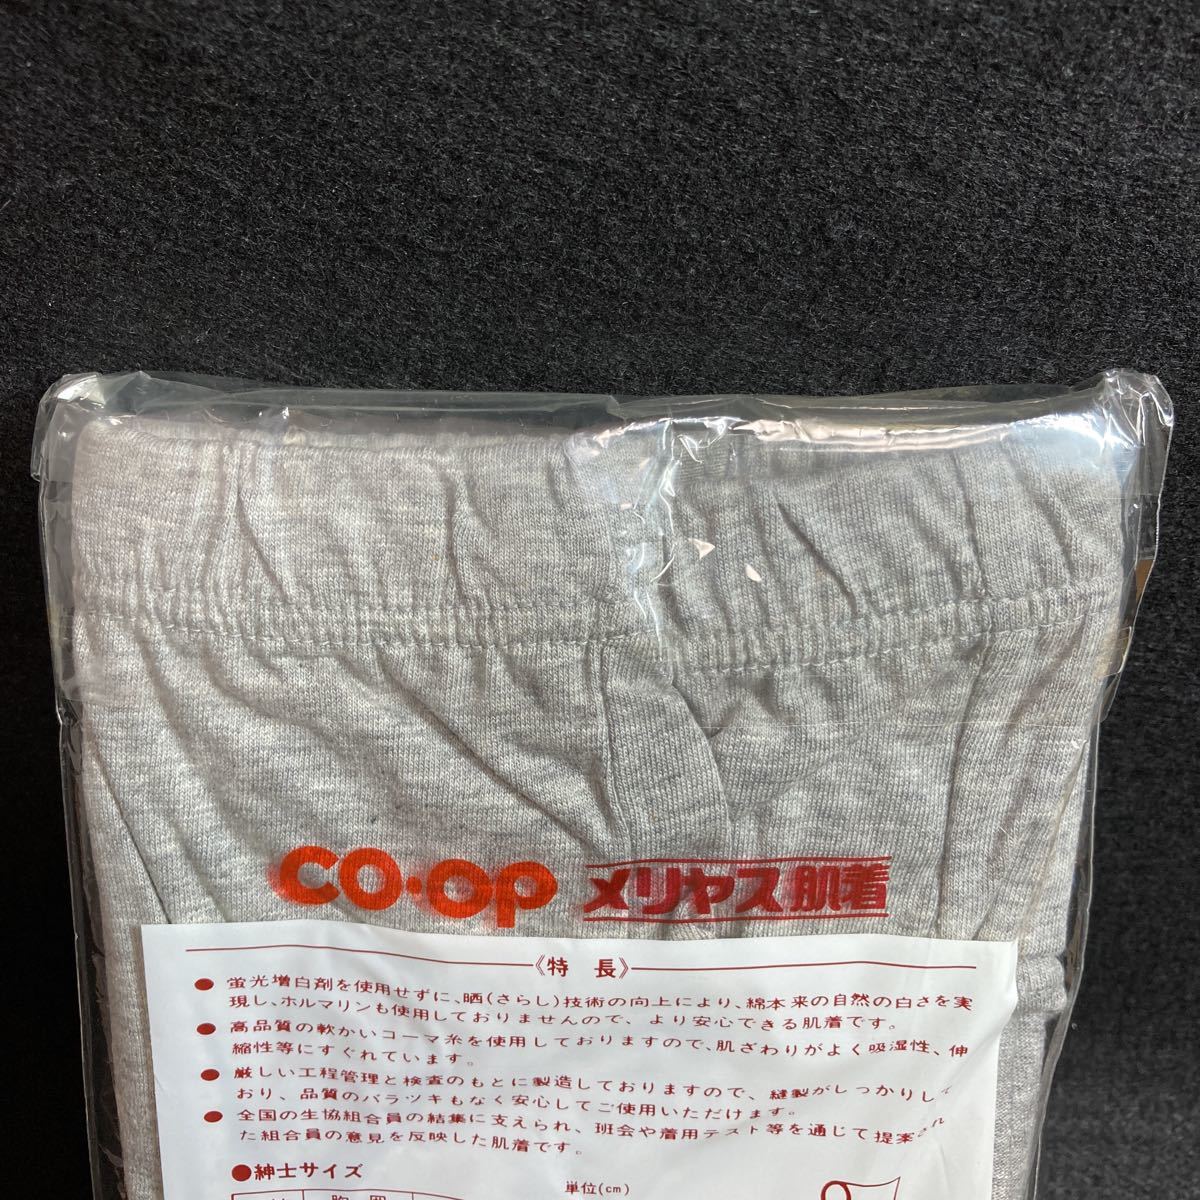 CO·OP メリヤス肌着
《特 長》
● 蛍光増白剤を使用せずに、晒(さらし)技術の向上により、綿本来の自然の白さを実
現し、ホルマリンも使用しておりませんので、より安心できる肌着です。
● 高品質の軟かいコーマ糸を使用しておりますので、肌ざわりがよく吸湿性、伸
縮性等にすぐれています。
● 厳しい工程管理と検査のもとに製造しておりますので、縫製がしっかりして
おり、品質のバラツキもなく安心してご使用いただけます。
● 全国の生協組合員の結集に支えられ、班会や着用テスト等を通じて提案され
た組合員の意見を反映した肌着です。
●紳士サイズ
単位(cm)
胸 囲